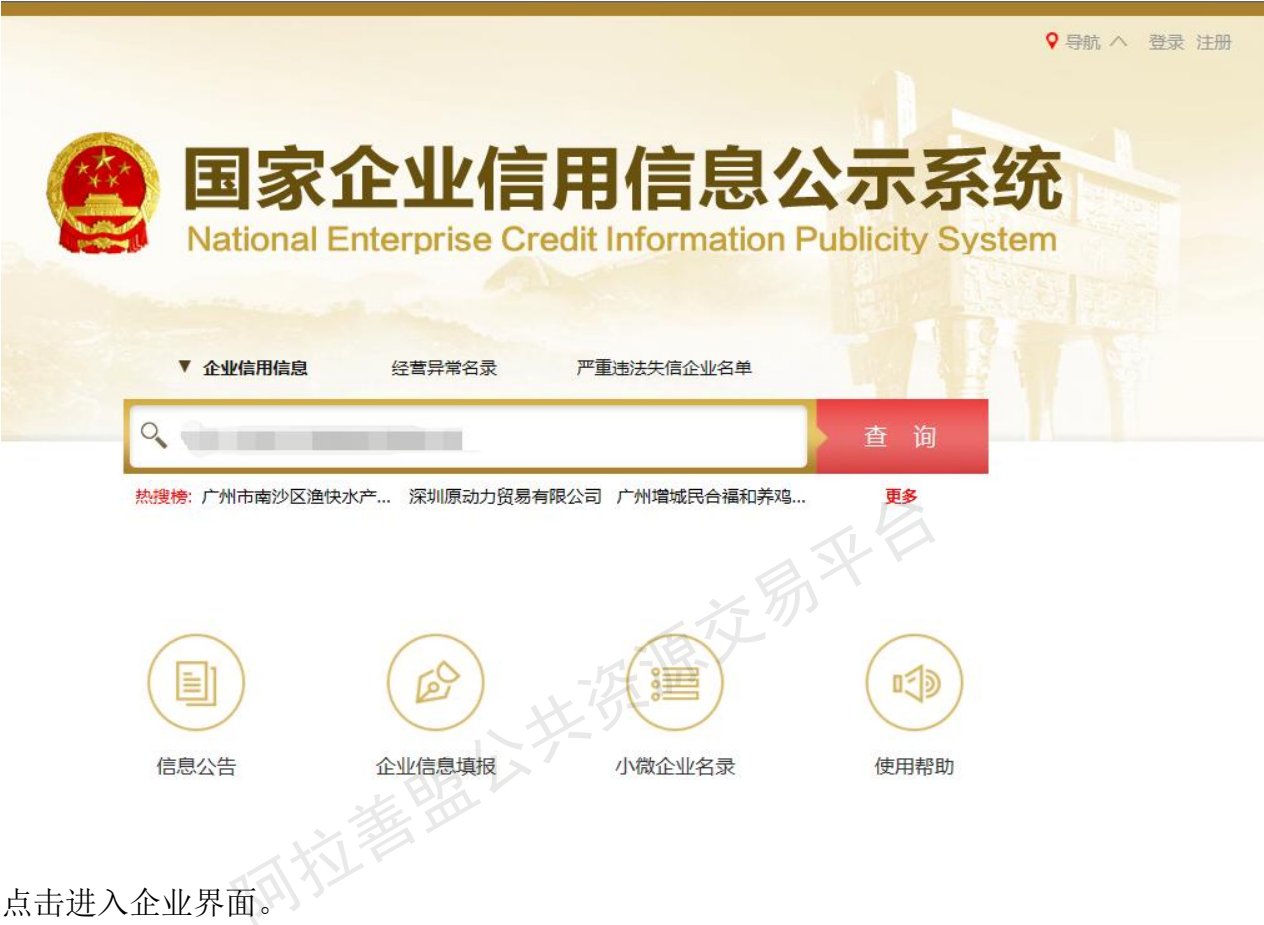 导航 登录 注册
国家企业信用信息公示系统
National Enterprise Credit Information Publicity System
▼ 企业信用信息 经营异常名录 严重违法失信企业名单
查 询
热搜榜: 广州市南沙区渔快水产... 深圳原动力贸易有限公司 广州增城民合福和养鸡... 更多
信息公告 企业信息填报 小微企业名录 使用帮助
阿拉善盟公共资源交易平台
点击进入企业界面。